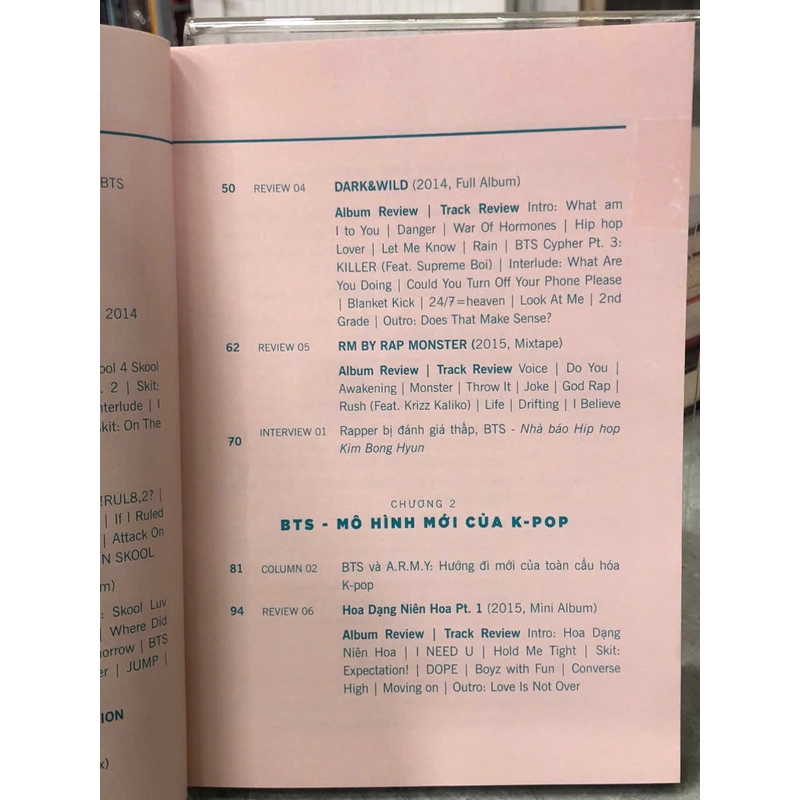 BTS
2014
ool 4 Skool
. 2 | Skit:
nterlude | I
kit: On The
!RUL8,2? |
| If I Ruled
| Attack On
N SKOOL
m)
: Skool Luv
| Where Did
morrow | BTS
er | JUMP |
ION
x)
50 REVIEW 04 DARK&WILD (2014, Full Album)
Album Review | Track Review Intro: What am
I to You | Danger | War Of Hormones | Hip hop
Lover | Let Me Know | Rain | BTS Cypher Pt. 3:
KILLER (Feat. Supreme Boi) | Interlude: What Are
You Doing | Could You Turn Off Your Phone Please
| Blanket Kick | 24/7=heaven | Look At Me | 2nd
Grade | Outro: Does That Make Sense?
62 REVIEW 05 RM BY RAP MONSTER (2015, Mixtape)
Album Review | Track Review Voice | Do You |
Awakening | Monster | Throw It | Joke | God Rap |
Rush (Feat. Krizz Kaliko) | Life | Drifting | I Believe
70 INTERVIEW 01 Rapper bị đánh giá thấp, BTS - Nhà báo Hip hop
Kim Bong Hyun
CHƯƠNG 2
BTS - MÔ HÌNH MỚI CỦA K-POP
81 COLUMN 02 BTS và A.R.M.Y: Hướng đi mới của toàn cầu hóa
K-pop
94 REVIEW 06 Hoa Dạng Niên Hoa Pt. 1 (2015, Mini Album)
Album Review | Track Review Intro: Hoa Dạng
Niên Hoa | I NEED U | Hold Me Tight | Skit:
Expectation! | DOPE | Boyz with Fun | Converse
High | Moving on | Outro: Love Is Not Over